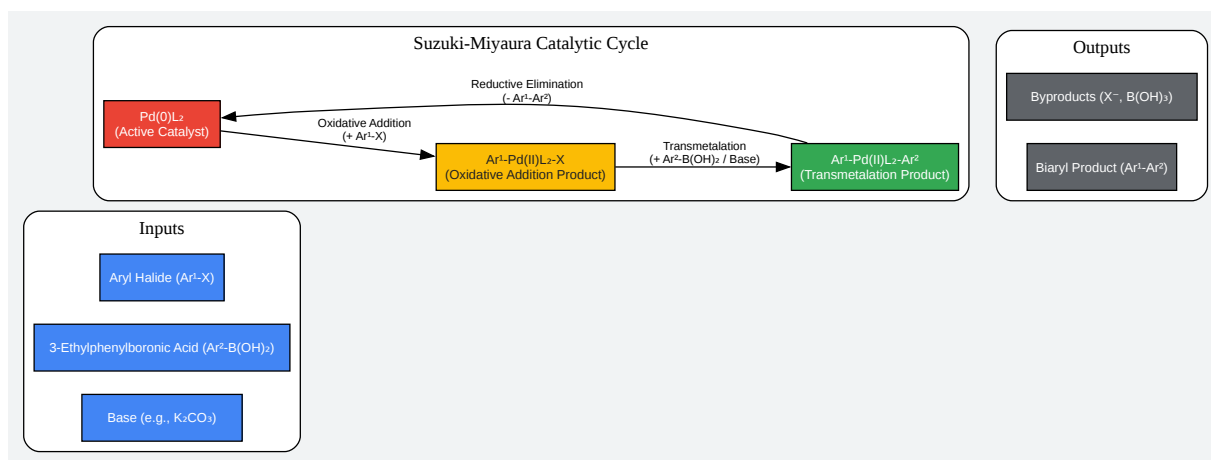 Suzuki-Miyaura Catalytic Cycle
Reductive Elimination
(- Ar¹-Ar²)
Pd(0)L₂
(Active Catalyst)
Oxidative Addition
(+ Ar¹-X)
Ar¹-Pd(II)L₂-X
(Oxidative Addition Product)
Transmetalation
(+ Ar²-B(OH)₂ / Base)
Ar¹-Pd(II)L₂-Ar²
(Transmetalation Product)
Outputs
Byproducts (X⁻, B(OH)₃)
Biaryl Product (Ar¹-Ar²)
Inputs
Aryl Halide (Ar¹-X)
3-Ethylphenylboronic Acid (Ar²-B(OH)₂)
Base (e.g., K₂CO₃)